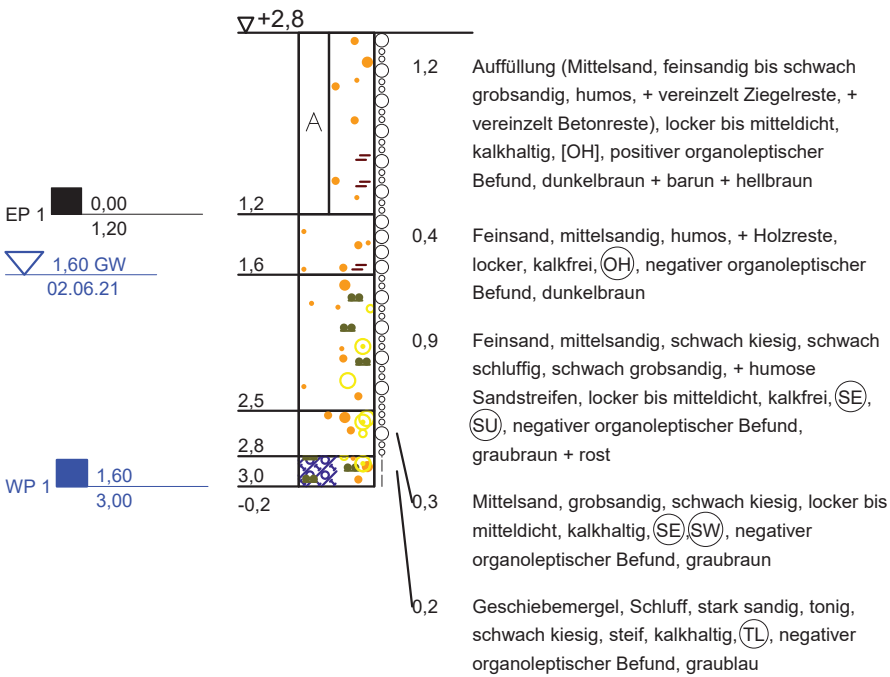 +2,8
A
1,2
Auffüllung (Mittelsand, feinsandig bis schwach
grobsandig, humos, + vereinzelt Ziegelreste, +
vereinzelt Betonreste), locker bis mitteldicht,
kalkhaltig, [OH], positiver organoleptischer
Befund, dunkelbraun + barun + hellbraun
EP 1
0,00
1,20
1,2
0,4
Feinsand, mittelsandig, humos, + Holzreste,
locker, kalkfrei, OH, negativer organoleptischer
Befund, dunkelbraun
1,60 GW
02.06.21
1,6
0,9
Feinsand, mittelsandig, schwach kiesig, schwach
schluffig, schwach grobsandig, + humose
Sandstreifen, locker bis mitteldicht, kalkfrei, SE,
SU, negativer organoleptischer Befund,
graubraun + rost
2,5
2,8
WP 1
1,60
3,00
3,0
-0,2
0,3
Mittelsand, grobsandig, schwach kiesig, locker bis
mitteldicht, kalkhaltig, SE, SW, negativer
organoleptischer Befund, graubraun
0,2
Geschiebemergel, Schluff, stark sandig, tonig,
schwach kiesig, steif, kalkhaltig, TL, negativer
organoleptischer Befund, graublau